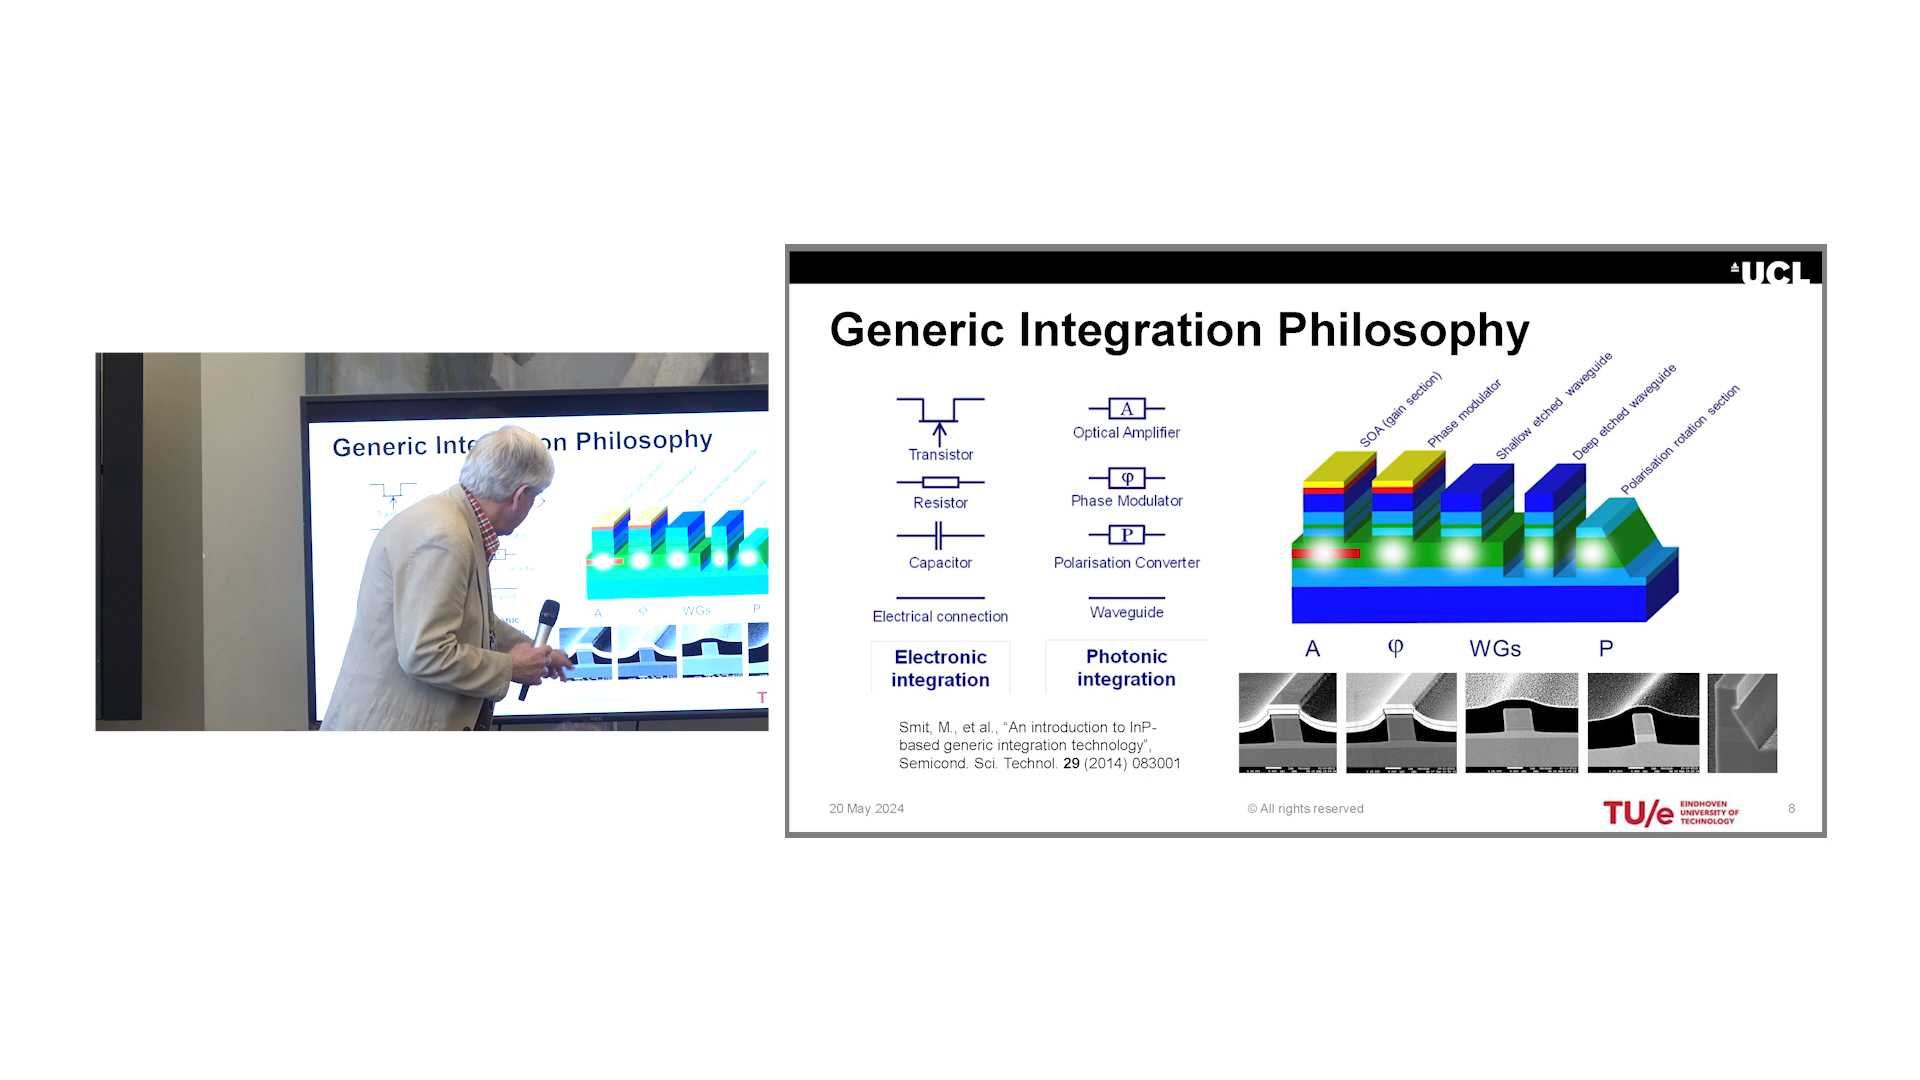 Generic Inte on Philosophy
A φ WGs P
UCL
Generic Integration Philosophy
Transistor
Resistor
Capacitor
Electrical connection
Electronic
integration
A
Optical Amplifier
φ
Phase Modulator
P
Polarisation Converter
Waveguide
Photonic
integration
SOA (gain section)
Phase modulator
Shallow etched waveguide
Deep etched waveguide
Polarisation rotation section
A φ WGs P
Smit, M., et al., “An introduction to InP-
based generic integration technology”,
Semicond. Sci. Technol. 29 (2014) 083001
20 May 2024
© All rights reserved
TU/e EINDHOVEN
UNIVERSITY OF
TECHNOLOGY
8